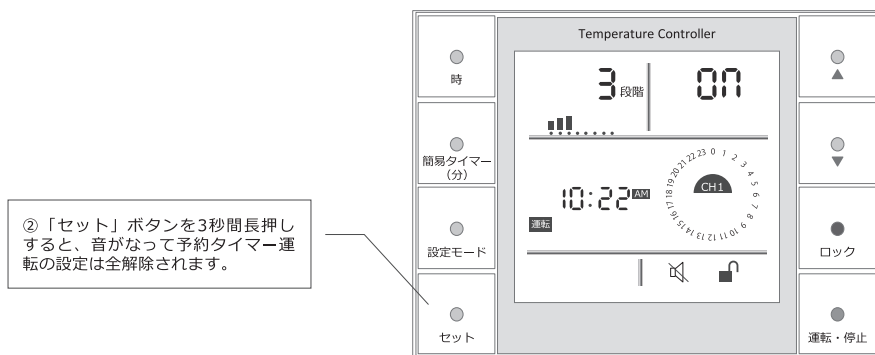 Temperature Controller
時
3 段階
on
▲
簡易タイマー
(分)
▼
10:22 AM
運転
0 1 2 3 4 5 6 7 8 9 10 11 12 13 14 15 16 17 18 19 20 21 22 23
CH1
設定モード
ロック
②「セット」ボタンを3秒間長押し
すると、音がなって予約タイマー運
転の設定は全解除されます。
セット
運転・停止